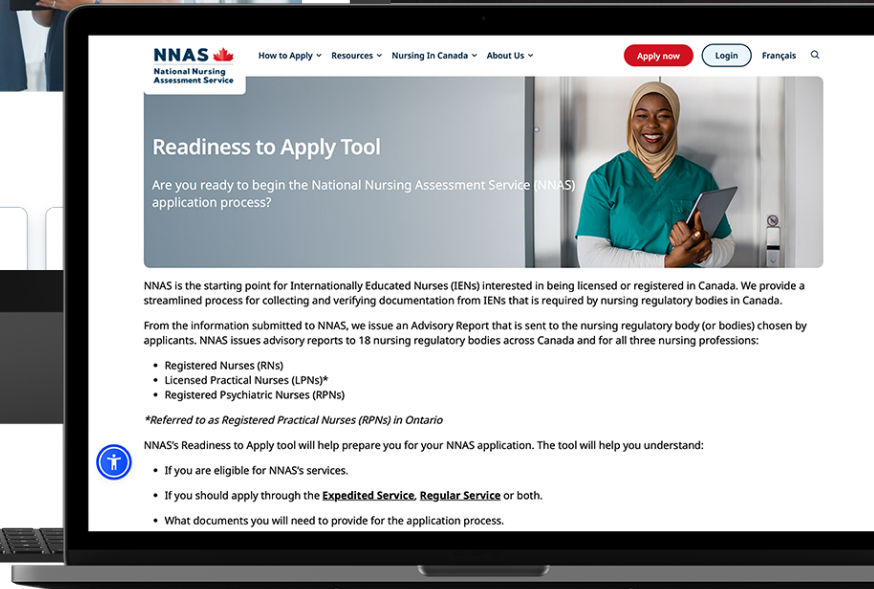 NNAS
National Nursing
Assessment Service
How to Apply
Resources
Nursing In Canada
About Us
Apply now
Login
Français
Readiness to Apply Tool
Are you ready to begin the National Nursing Assessment Service (NNAS)
application process?
NNAS is the starting point for Internationally Educated Nurses (IENs) interested in being licensed or registered in Canada. We provide a
streamlined process for collecting and verifying documentation from IENs that is required by nursing regulatory bodies in Canada.
From the information submitted to NNAS, we issue an Advisory Report that is sent to the nursing regulatory body (or bodies) chosen by
applicants. NNAS issues advisory reports to 18 nursing regulatory bodies across Canada and for all three nursing professions:
• Registered Nurses (RNs)
• Licensed Practical Nurses (LPNs)*
• Registered Psychiatric Nurses (RPNs)
*Referred to as Registered Practical Nurses (RPNs) in Ontario
NNAS's Readiness to Apply tool will help prepare you for your NNAS application. The tool will help you understand:
• If you are eligible for NNAS's services.
• If you should apply through the Expedited Service, Regular Service or both.
• What documents you will need to provide for the application process.